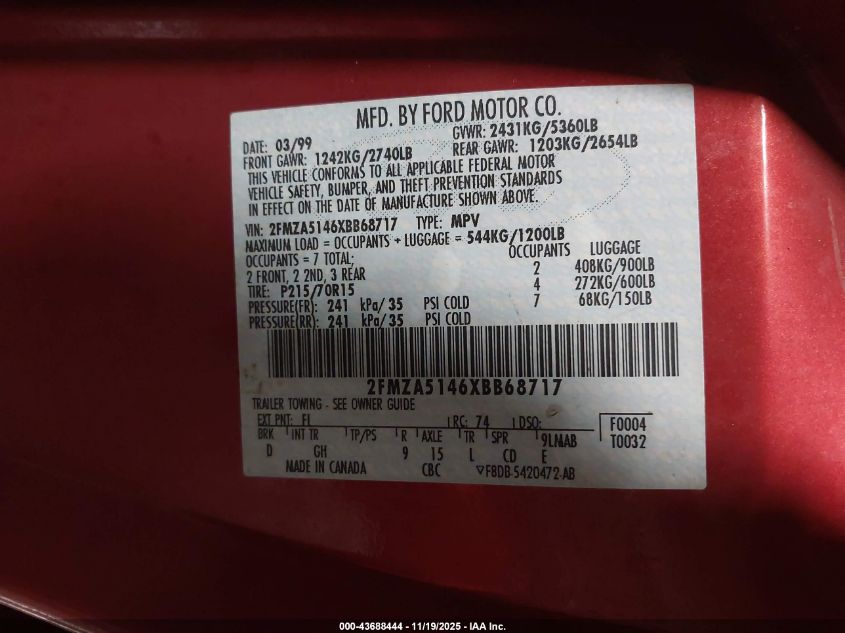 MFD. BY FORD MOTOR CO.
DATE: 03/99 GVWR: 2431KG/5360LB
FRONT GAWR: 1242KG/2740LB REAR GAWR: 1203KG/2654LB
THIS VEHICLE CONFORMS TO ALL APPLICABLE FEDERAL MOTOR
VEHICLE SAFETY, BUMPER, AND THEFT PREVENTION STANDARDS
IN EFFECT ON THE DATE OF MANUFACTURE SHOWN ABOVE.
VIN: 2FMZA5146XBB68717 TYPE: MPV
MAXIMUM LOAD = OCCUPANTS + LUGGAGE = 544KG/1200LB
OCCUPANTS = 7 TOTAL; OCCUPANTS LUGGAGE
2 FRONT, 2 2ND, 3 REAR 2 408KG/900LB
TIRE: P215/70R15 4 272KG/600LB
PRESSURE(FR): 241 kPa/35 PSI COLD 7 68KG/150LB
PRESSURE(RR): 241 kPa/35 PSI COLD
2FMZA5146XBB68717
TRAILER TOWING - SEE OWNER GUIDE
EXT PNT: FI RC: 74 DSO: F0004
BRK INT TR TP/PS R AXLE TR SPR 9LMAB T0032
D GH 9 15 L CD E
MADE IN CANADA CBC F8DB-5420472-AB
000-43688444 - 11/19/2025 - IAA Inc.